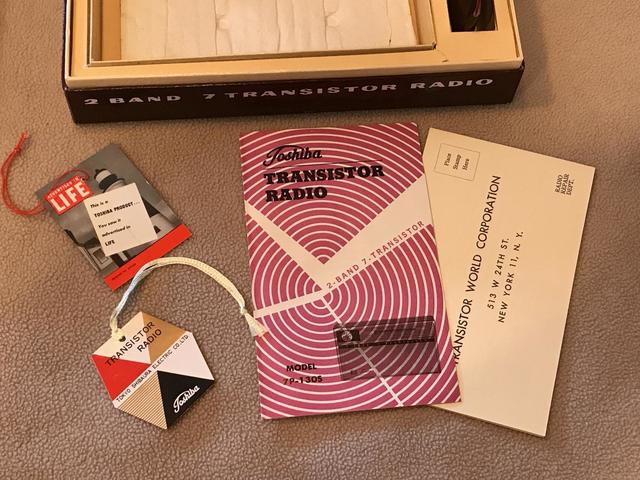 2 BAND 7 TRANSISTOR RADIO
ADVERTISED IN
LIFE
This is a
TOSHIBA PRODUCT...
You saw it
advertised in
LIFE
TRANSISTOR
RADIO
TOKYO SHIBAURA ELECTRIC CO.,LTD
Toshiba
Toshiba
TRANSISTOR
RADIO
2-BAND 7-TRANSISTOR
MODEL
7P-130S
Place
Stamp
Here
RADIO
REPAIR
DEPT.
TRANSISTOR WORLD CORPORATION
513 W 24TH ST.
NEW YORK 11, N. Y.